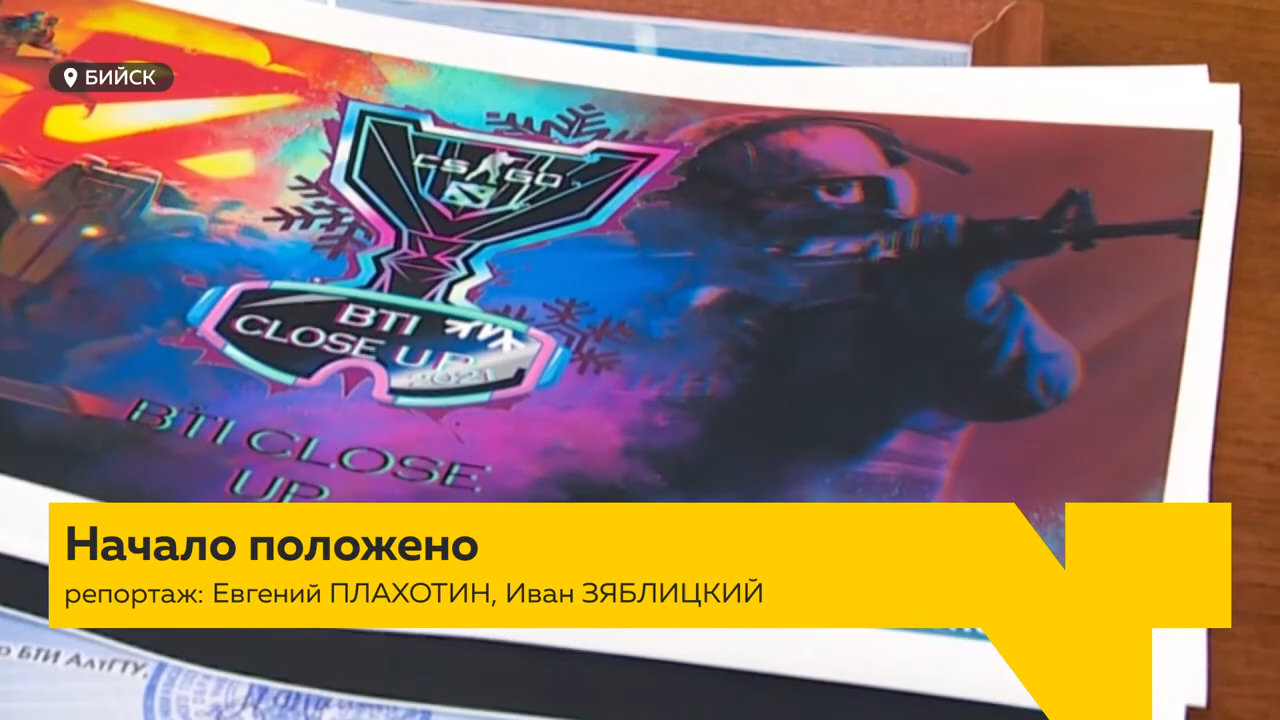 БИЙСК
CS GO
BTI
CLOSE UP
2021
BTI CLOSE
UP
Начало положено
репортаж: Евгений ПЛАХОТИН, Иван ЗЯБЛИЦКИЙ
БТИ АлтГТУ,